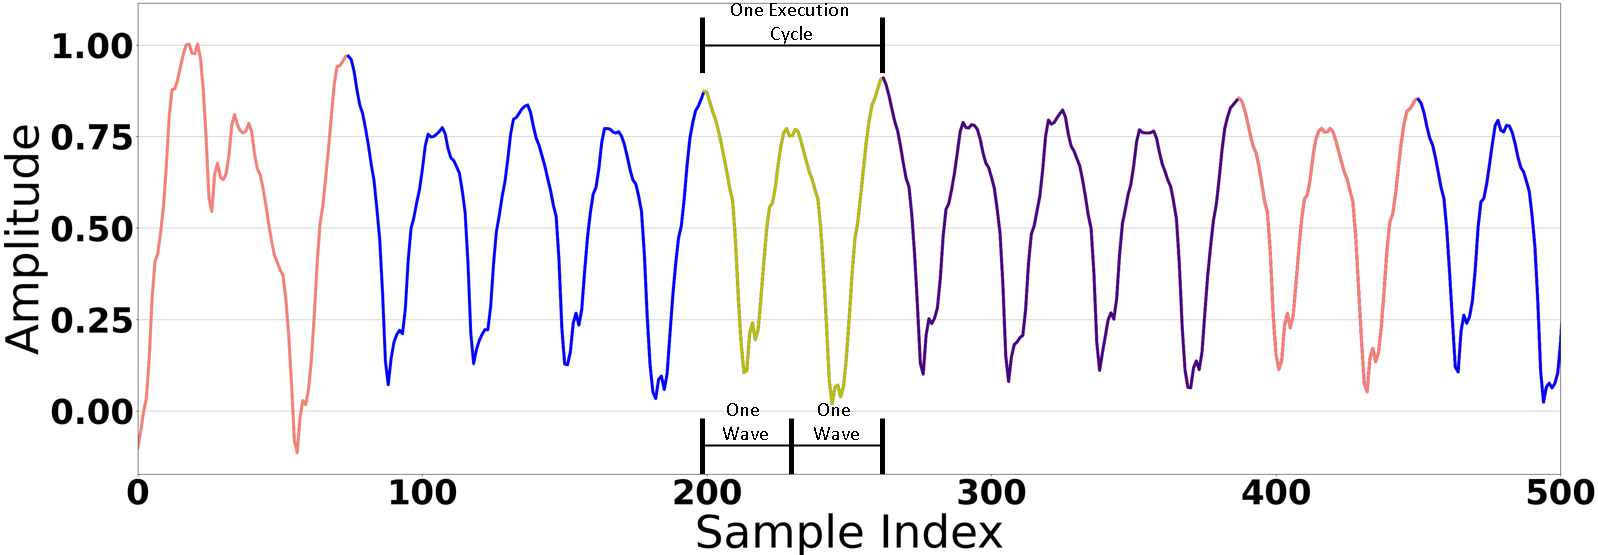 One Execution
Cycle
1.00
0.75
0.50
0.25
0.00
Amplitude
One
Wave
One
Wave
0
100
200
300
400
500
Sample Index